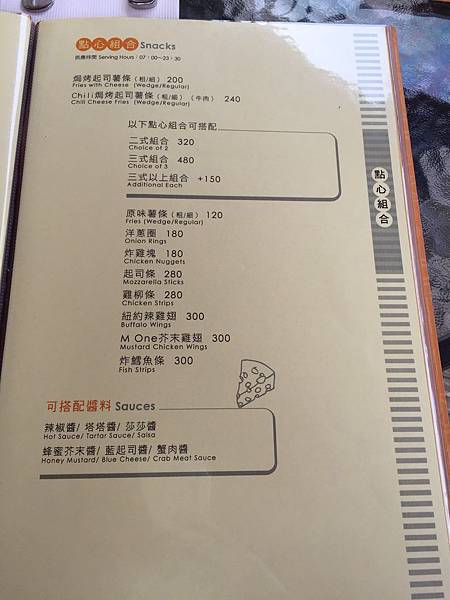 點心組合 Snacks
供應時間 Serving Hours：07：00~23：30
焗烤起司薯條（粗/細）200
Fries with Cheese (Wedge/Regular)
Chili焗烤起司薯條（粗/細）（牛肉） 240
Chili Cheese Fries (Wedge/Regular)
以下點心組合可搭配
二式組合 320
Choice of 2
三式組合 480
Choice of 3
三式以上組合 +150
Additional Each
原味薯條（粗/細）120
Fries (Wedge/Regular)
洋蔥圈 180
Onion Rings
炸雞塊 180
Chicken Nuggets
起司條 280
Mozzarella Sticks
雞柳條 280
Chicken Strips
紐約辣雞翅 300
Buffalo Wings
M One芥末雞翅 300
Mustard Chicken Wings
炸鱈魚條 300
Fish Strips
可搭配醬料 Sauces
辣椒醬/ 塔塔醬/ 莎莎醬
Hot Sauce/ Tartar Sauce/ Salsa
蜂蜜芥末醬/ 藍起司醬/ 蟹肉醬
Honey Mustard/ Blue Cheese/ Crab Meat Sauce
點心組合